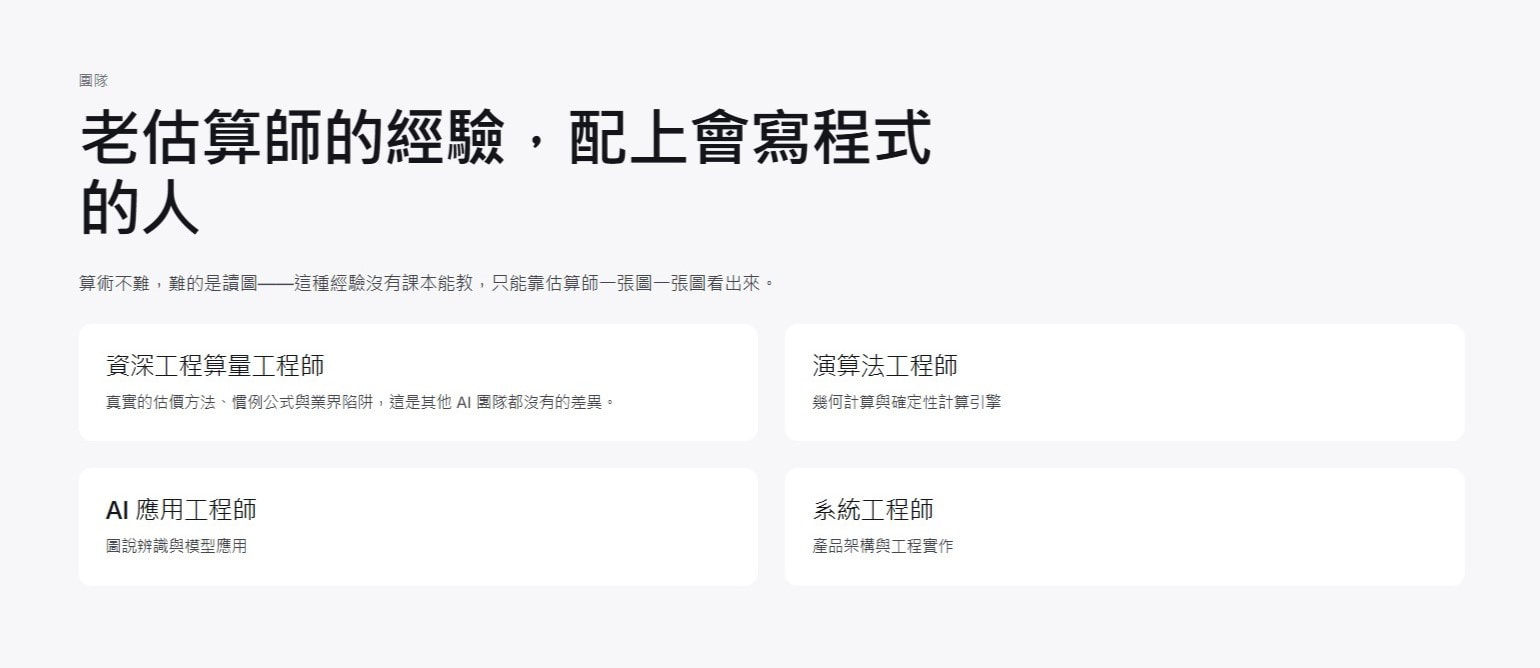 團隊
老估算師的經驗，配上會寫程式
的人
算術不難，難的是讀圖——這種經驗沒有課本能教，只能靠估算師一張圖一張圖看出來。
資深工程算量工程師
真實的估價方法、慣例公式與業界陷阱，這是其他 AI 團隊都沒有的差異。
演算法工程師
幾何計算與確定性計算引擎
AI 應用工程師
圖說辨識與模型應用
系統工程師
產品架構與工程實作